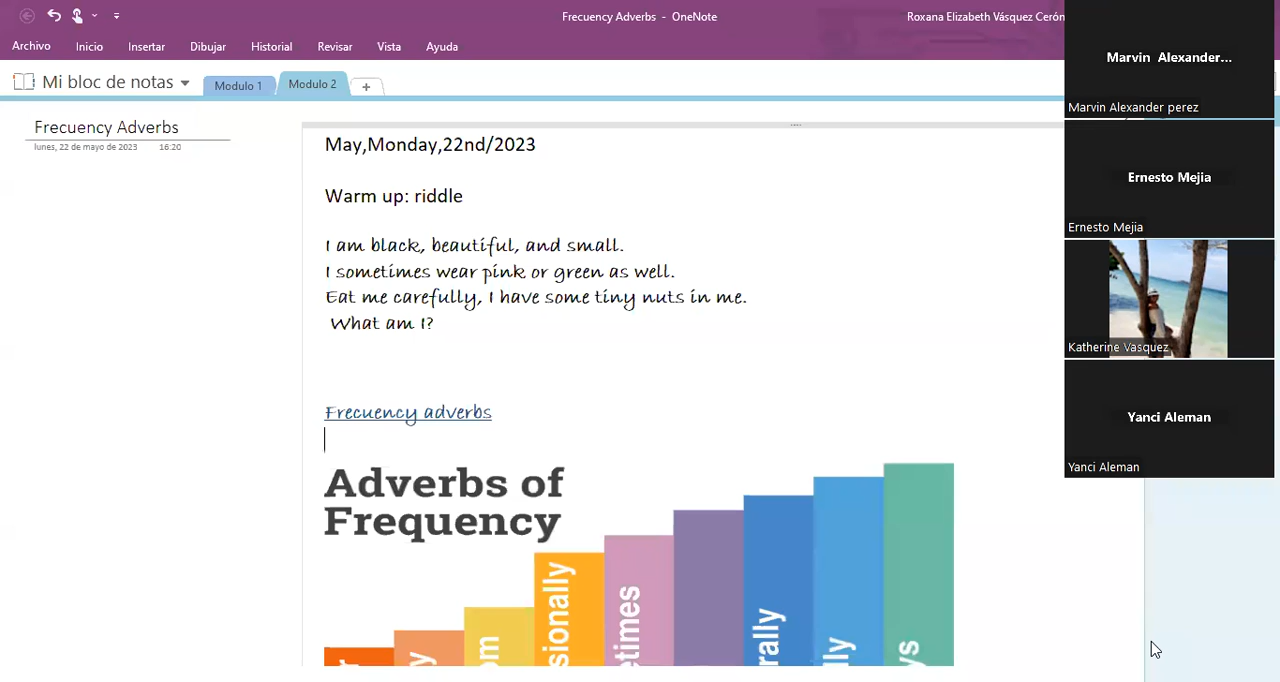 Frecuency Adverbs - OneNote
Roxana Elizabeth Vásquez Cerón
Archivo
Inicio
Insertar
Dibujar
Historial
Revisar
Vista
Ayuda
Mi bloc de notas
Modulo 1
Modulo 2
+
Frecuency Adverbs
lunes, 22 de mayo de 2023 16:20
May,Monday,22nd/2023
Warm up: riddle
I am black, beautiful, and small.
I sometimes wear pink or green as well.
Eat me carefully, I have some tiny nuts in me.
What am I?
Frecuency adverbs
Adverbs of
Frequency
Marvin Alexander...
Marvin Alexander perez
Ernesto Mejia
Ernesto Mejia
Katherine Vasquez
Yanci Aleman
Yanci Aleman